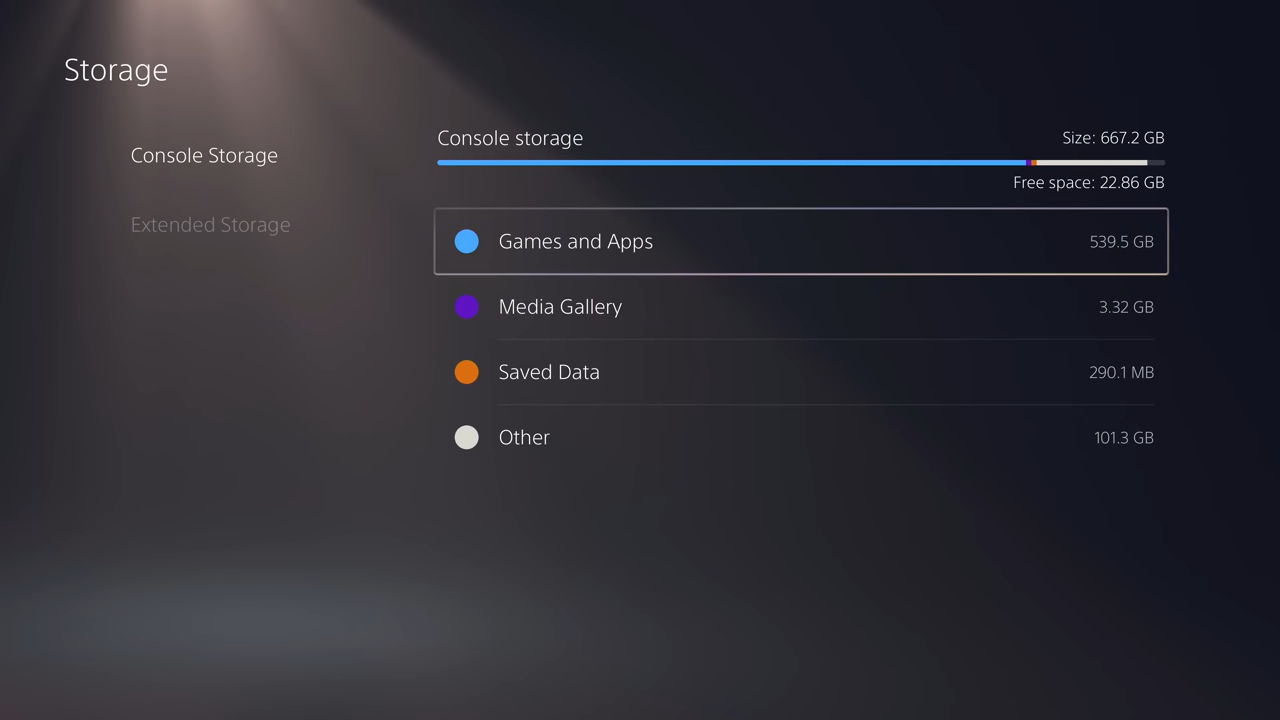 Storage
Console Storage
Extended Storage
Console storage
Size: 667.2 GB
Free space: 22.86 GB
Games and Apps 539.5 GB
Media Gallery 3.32 GB
Saved Data 290.1 MB
Other 101.3 GB